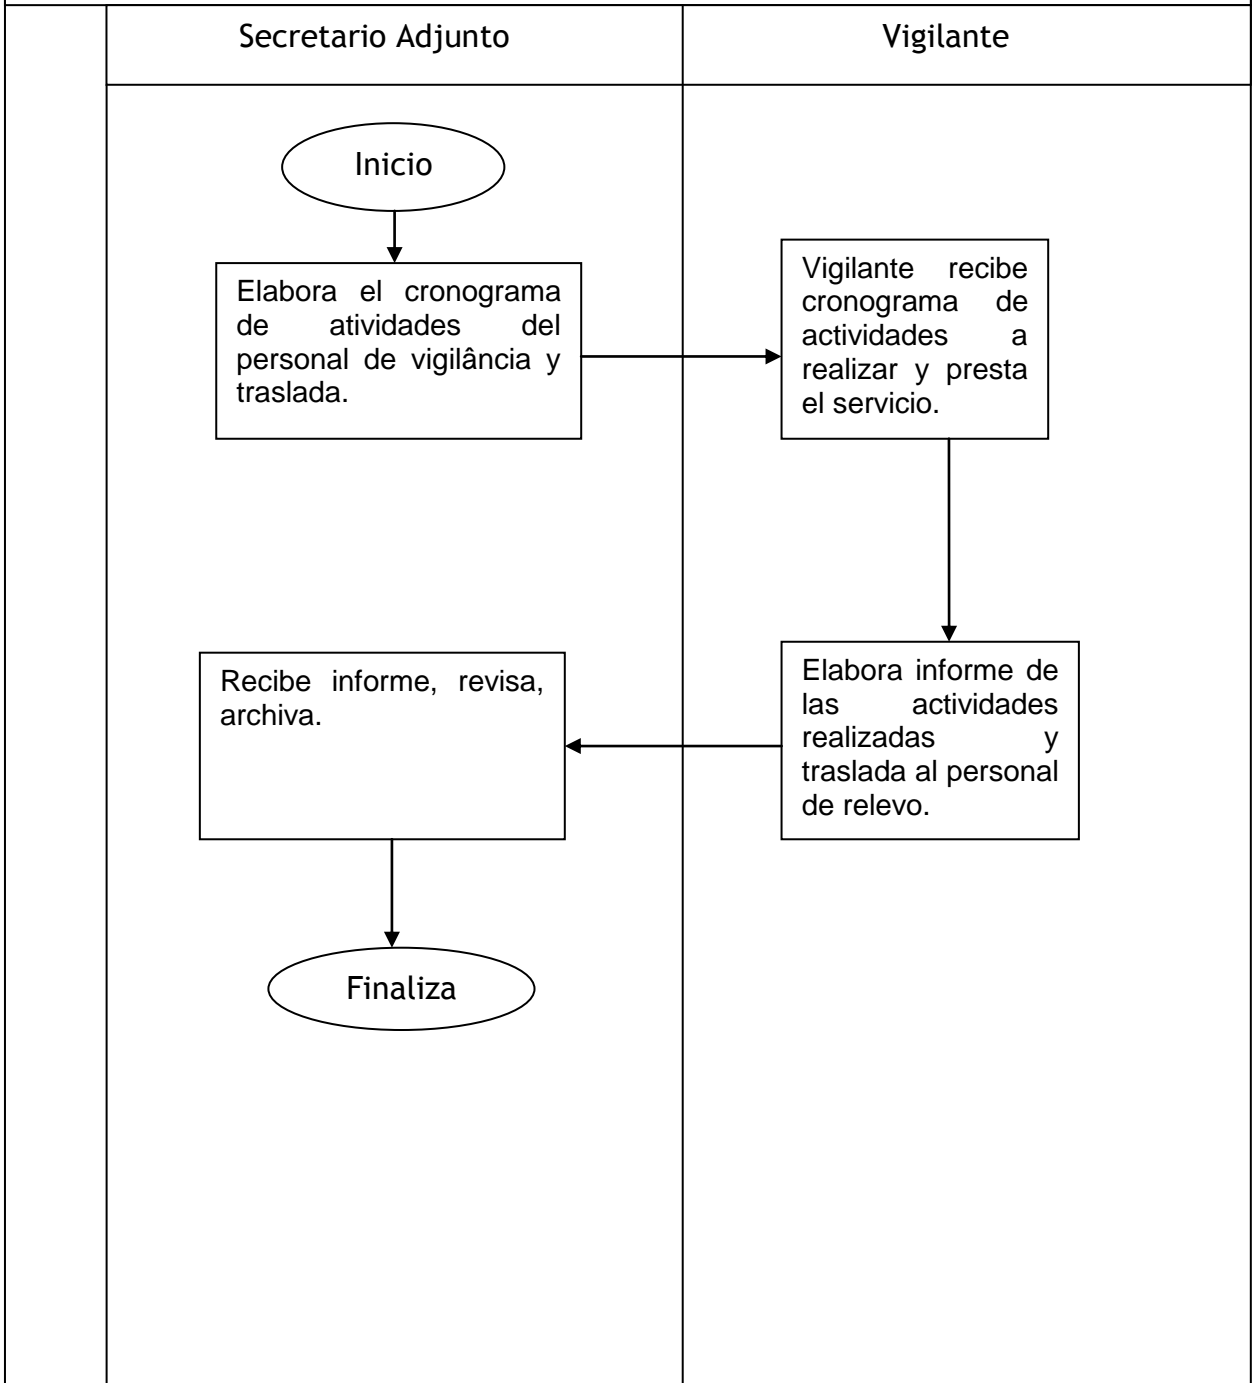 Secretario Adjunto
Vigilante
Inicio
Elabora el cronograma
de atividades del
personal de vigilância y
traslada.
Vigilante recibe
cronograma de
actividades a
realizar y presta
el servicio.
Elabora informe de
las actividades
realizadas y
traslada al personal
de relevo.
Recibe informe, revisa,
archiva.
Finaliza